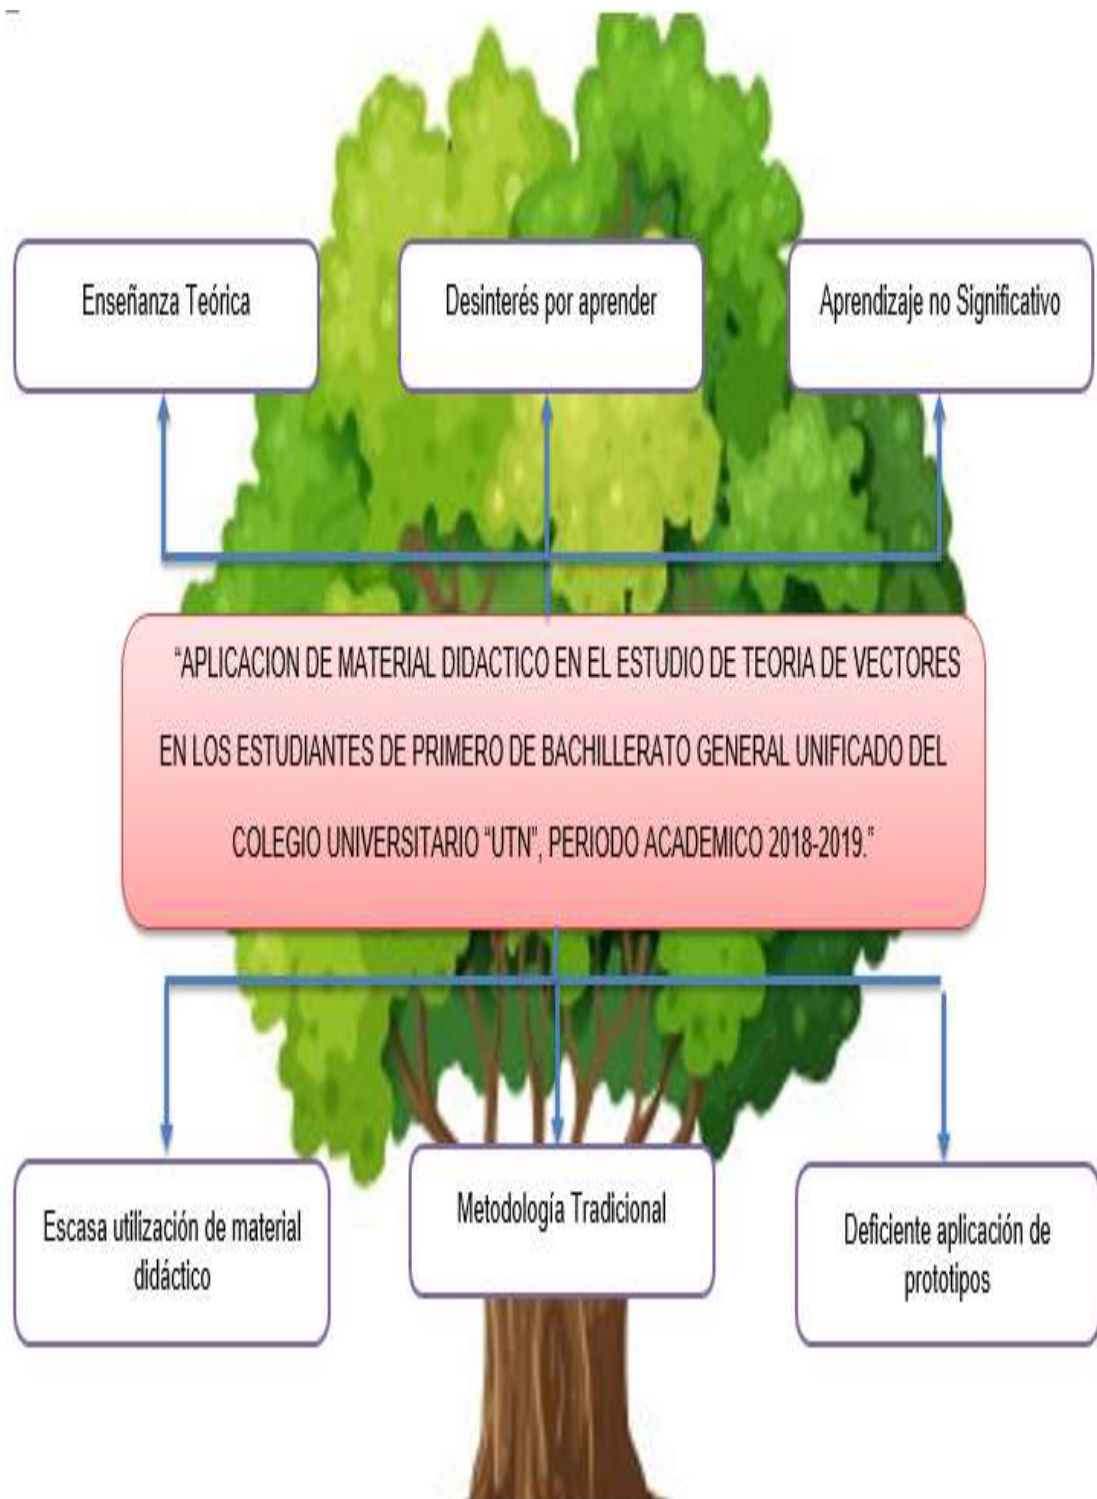 Enseñanza Teórica
Desinterés por aprender
Aprendizaje no Significativo
“APLICACION DE MATERIAL DIDACTICO EN EL ESTUDIO DE TEORIA DE VECTORES
EN LOS ESTUDIANTES DE PRIMERO DE BACHILLERATO GENERAL UNIFICADO DEL
COLEGIO UNIVERSITARIO “UTN”, PERIODO ACADEMICO 2018-2019.”
Escasa utilización de material
didáctico
Metodología Tradicional
Deficiente aplicación de
prototipos